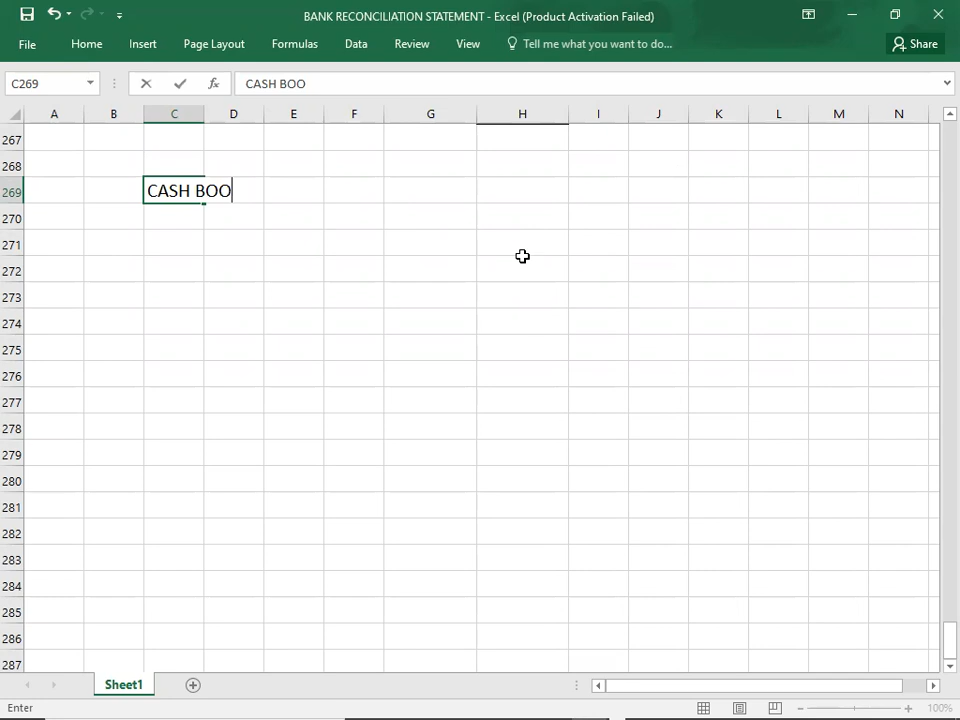 BANK RECONCILIATION STATEMENT - Excel (Product Activation Failed)
File Home Insert Page Layout Formulas Data Review View Tell me what you want to do... Share
C269 fx CASH BOO
A B C D E F G H I J K L M N
267
268
269 CASH BOO
270
271
272
273
274
275
276
277
278
279
280
281
282
283
284
285
286
287
Sheet1
Enter 100%